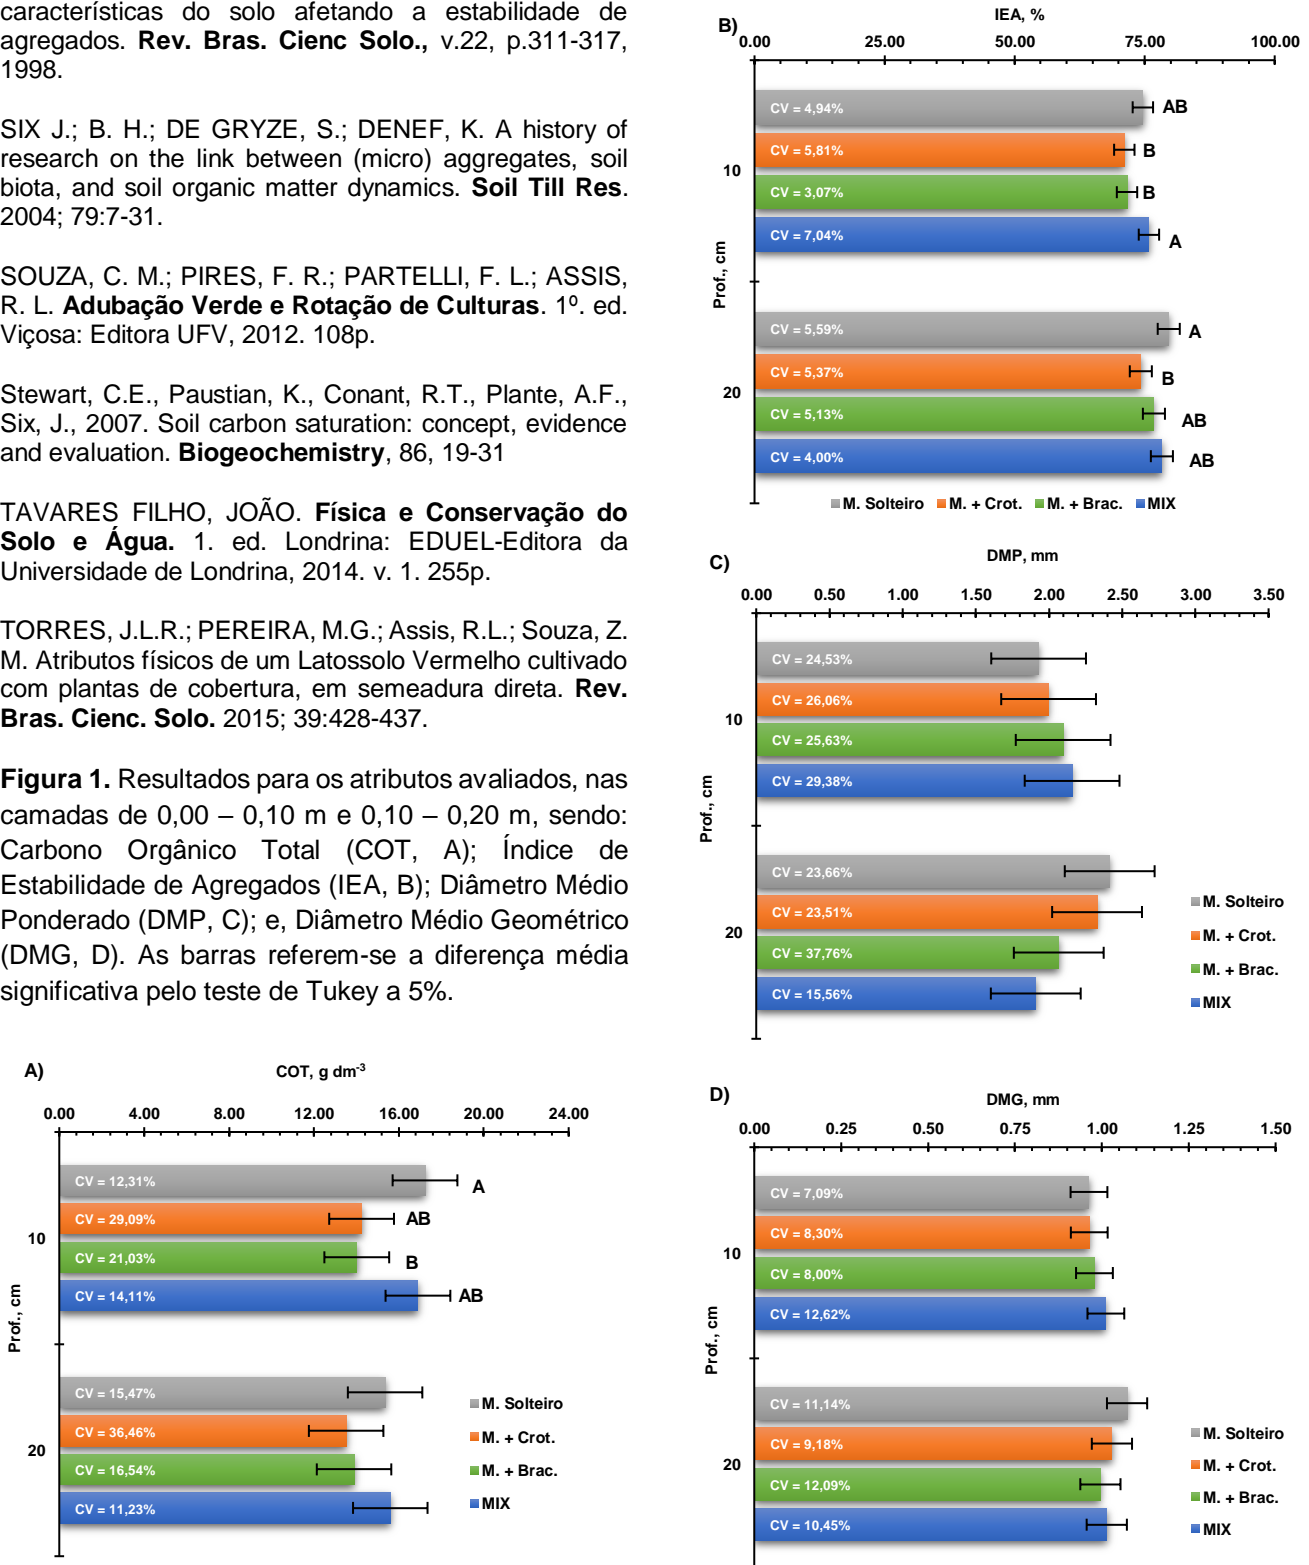 características do solo afetando a estabilidade de
agregados. Rev. Bras. Cienc Solo., v.22, p.311-317,
1998.
SIX J.; B. H.; DE GRYZE, S.; DENEF, K. A history of
research on the link between (micro) aggregates, soil
biota, and soil organic matter dynamics. Soil Till Res.
2004; 79:7-31.
SOUZA, C. M.; PIRES, F. R.; PARTELLI, F. L.; ASSIS,
R. L. Adubação Verde e Rotação de Culturas. 1º. ed.
Viçosa: Editora UFV, 2012. 108p.
Stewart, C.E., Paustian, K., Conant, R.T., Plante, A.F.,
Six, J., 2007. Soil carbon saturation: concept, evidence
and evaluation. Biogeochemistry, 86, 19-31
TAVARES FILHO, JOÃO. Física e Conservação do
Solo e Água. 1. ed. Londrina: EDUEL-Editora da
Universidade de Londrina, 2014. v. 1. 255p.
TORRES, J.L.R.; PEREIRA, M.G.; Assis, R.L.; Souza, Z.
M. Atributos físicos de um Latossolo Vermelho cultivado
com plantas de cobertura, em semeadura direta. Rev.
Bras. Cienc. Solo. 2015; 39:428-437.
Figura 1. Resultados para os atributos avaliados, nas
camadas de 0,00 – 0,10 m e 0,10 – 0,20 m, sendo:
Carbono Orgânico Total (COT, A); Índice de
Estabilidade de Agregados (IEA, B); Diâmetro Médio
Ponderado (DMP, C); e, Diâmetro Médio Geométrico
(DMG, D). As barras referem-se a diferença média
significativa pelo teste de Tukey a 5%.
A)
COT, g dm-3
0.00 4.00 8.00 12.00 16.00 20.00 24.00
CV = 12,31% A
CV = 29,09% AB
10
CV = 21,03% B
CV = 14,11% AB
Prof., cm
CV = 15,47%
CV = 36,46%
20
CV = 16,54%
CV = 11,23%
M. Solteiro
M. + Crot.
M. + Brac.
MIX
B)
IEA, %
0.00 25.00 50.00 75.00 100.00
CV = 4,94% AB
CV = 5,81% B
10
CV = 3,07% B
CV = 7,04% A
Prof., cm
CV = 5,59% A
CV = 5,37% B
20
CV = 5,13% AB
CV = 4,00% AB
M. Solteiro M. + Crot. M. + Brac. MIX
C)
DMP, mm
0.00 0.50 1.00 1.50 2.00 2.50 3.00 3.50
CV = 24,53%
CV = 26,06%
10
CV = 25,63%
CV = 29,38%
Prof., cm
CV = 23,66%
CV = 23,51%
20
CV = 37,76%
CV = 15,56%
M. Solteiro
M. + Crot.
M. + Brac.
MIX
D)
DMG, mm
0.00 0.25 0.50 0.75 1.00 1.25 1.50
CV = 7,09%
CV = 8,30%
10
CV = 8,00%
CV = 12,62%
Prof., cm
CV = 11,14%
CV = 9,18%
20
CV = 12,09%
CV = 10,45%
M. Solteiro
M. + Crot.
M. + Brac.
MIX